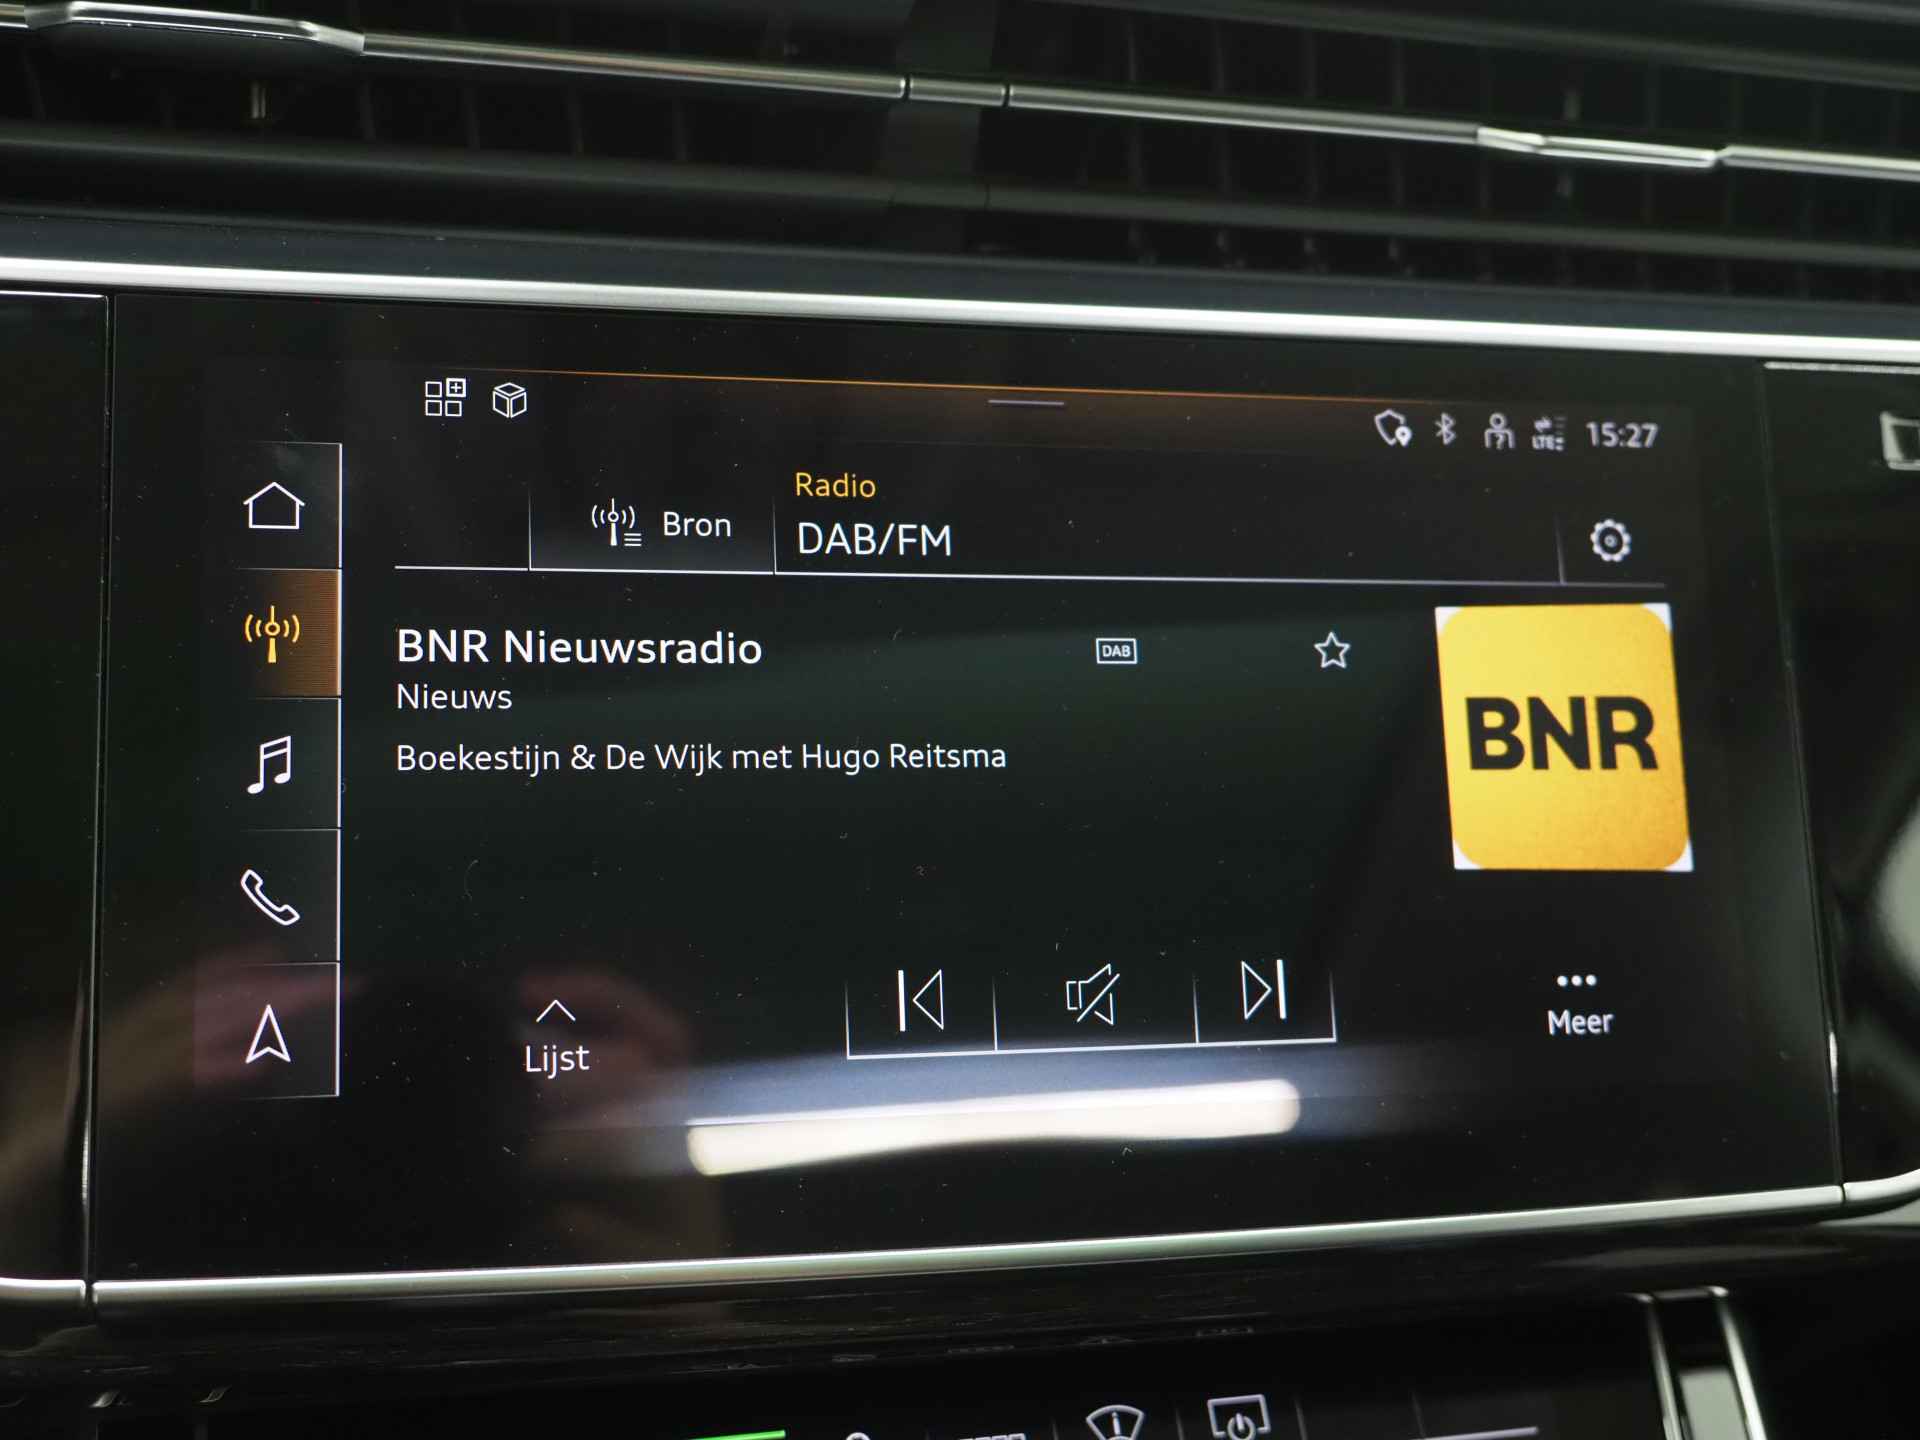 LTE
15:27
Radio
Bron
DAB/FM
BNR Nieuwsradio
DAB
Nieuws
Boekestijn & De Wijk met Hugo Reitsma
BNR
Lijst
Meer